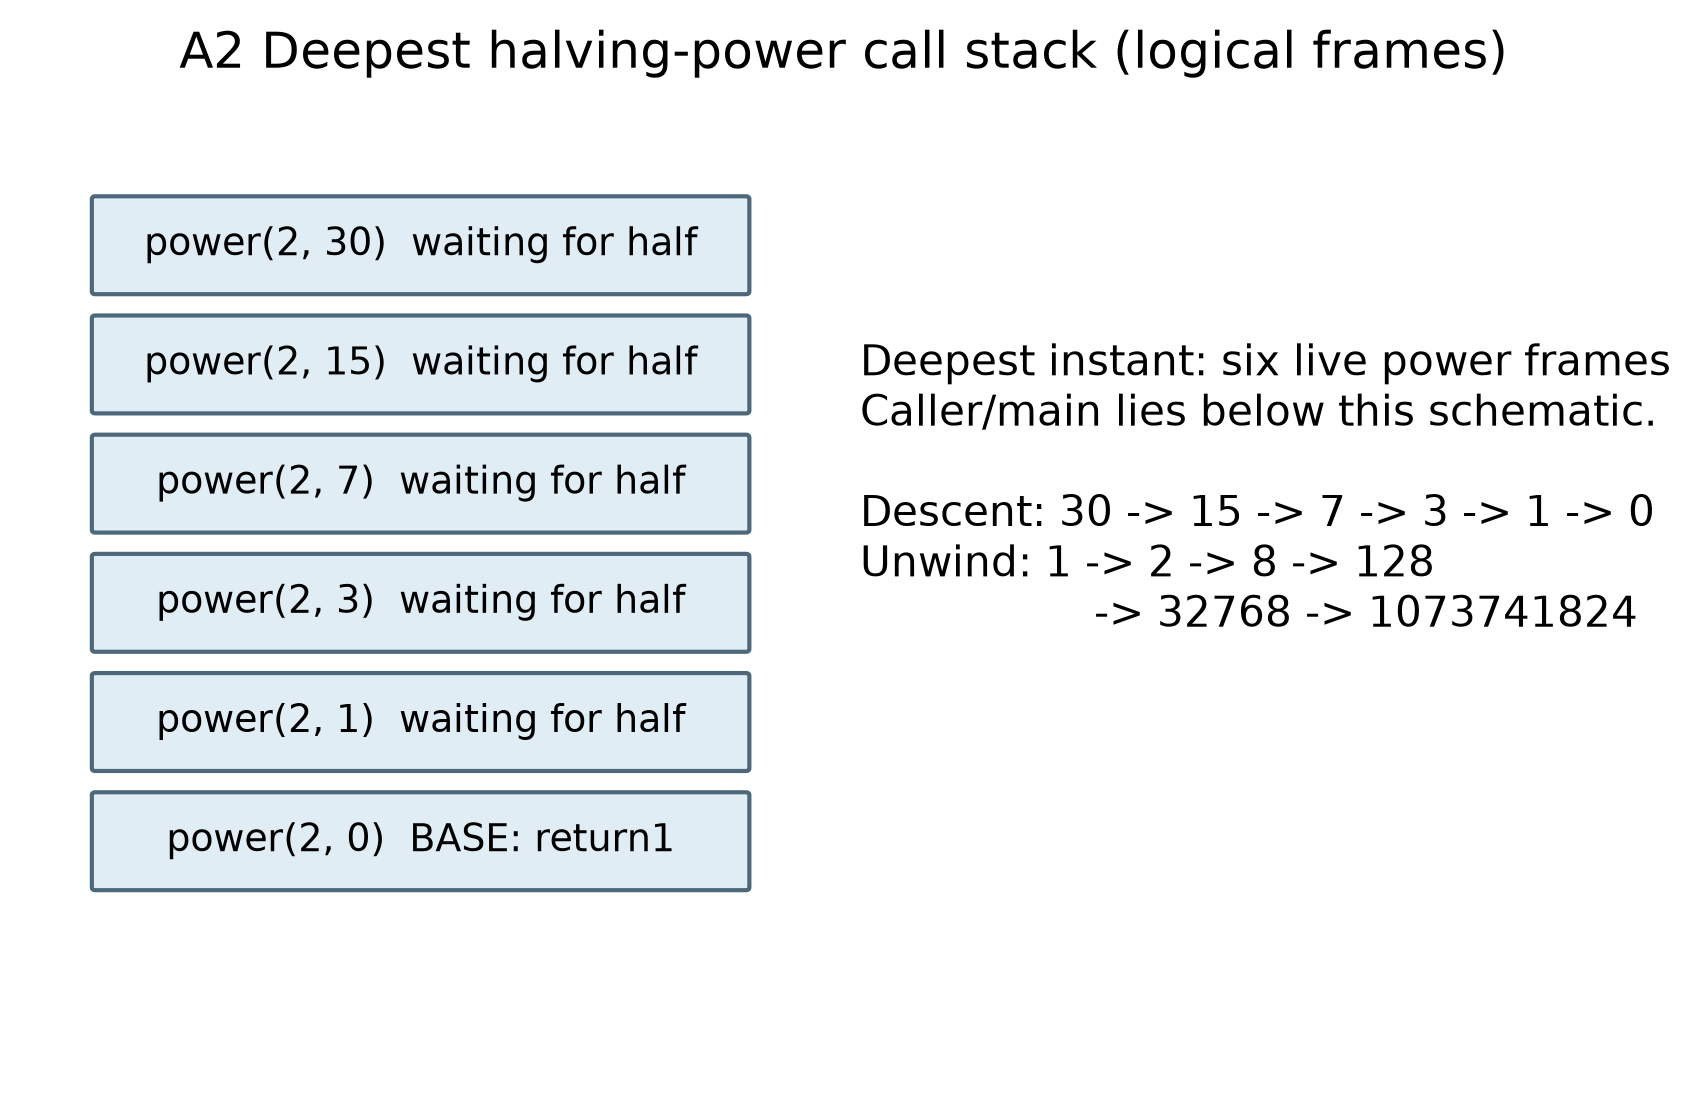 A2 Deepest halving-power call stack (logical frames)
power(2, 30)  waiting for half
power(2, 15)  waiting for half
power(2, 7)  waiting for half
power(2, 3)  waiting for half
power(2, 1)  waiting for half
power(2, 0)  BASE: return1
Deepest instant: six live power frames
Caller/main lies below this schematic.
Descent: 30 -> 15 -> 7 -> 3 -> 1 -> 0
Unwind: 1 -> 2 -> 8 -> 128
-> 32768 -> 1073741824